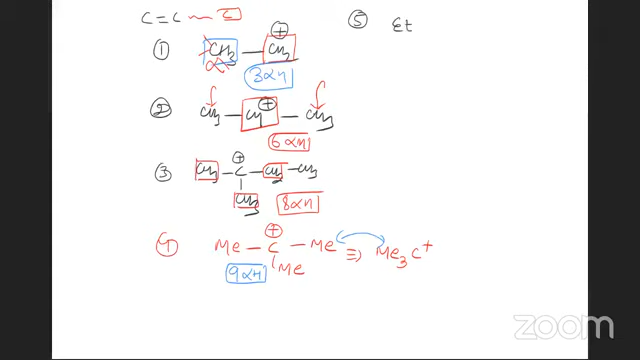 C=C C
⑤ Et
① CH3 — CH2 ⊕
α
3αH
② CH3 — CH ⊕ — CH3
6αH
③ CH3 — C ⊕ — CH2 — CH3
CH3
8αH
④ Me — C ⊕ — Me ⇒ Me3C+
Me
9αH
zoom